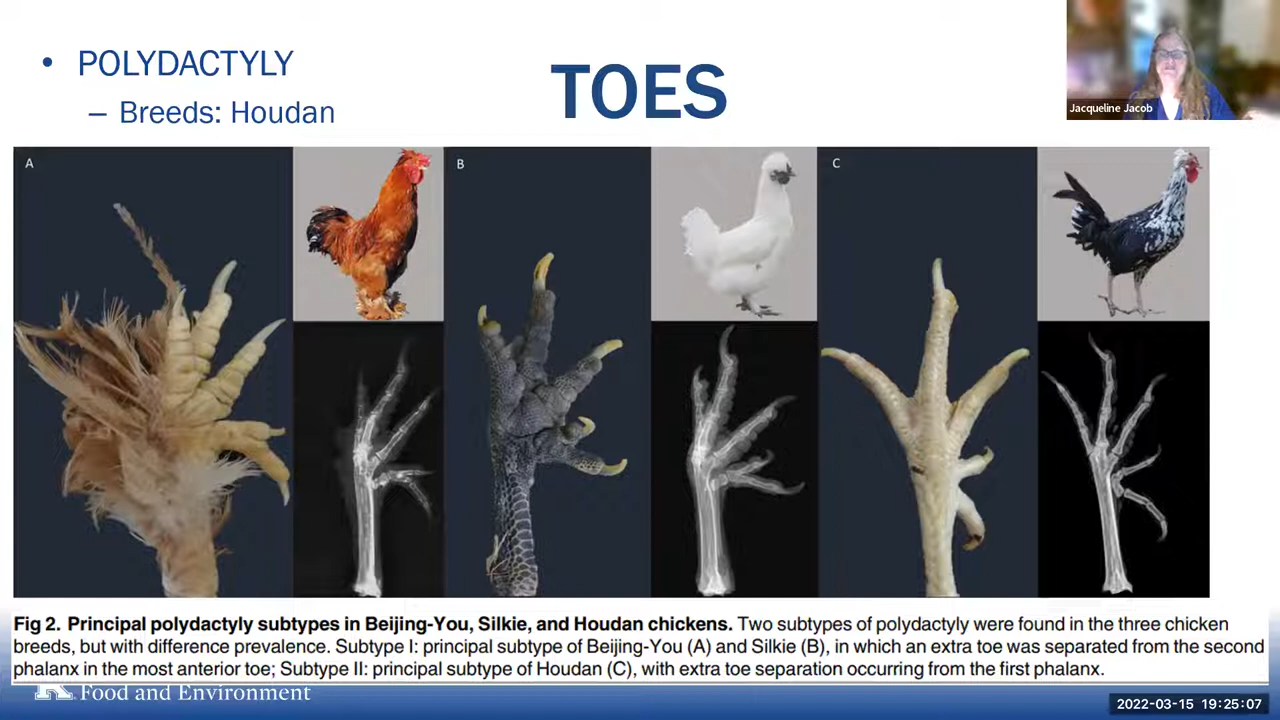 • POLYDACTYLY
– Breeds: Houdan
TOES
Jacqueline Jacob
A
B
C
Fig 2. Principal polydactyly subtypes in Beijing-You, Silkie, and Houdan chickens. Two subtypes of polydactyly were found in the three chicken
breeds, but with difference prevalence. Subtype I: principal subtype of Beijing-You (A) and Silkie (B), in which an extra toe was separated from the second
phalanx in the most anterior toe; Subtype II: principal subtype of Houdan (C), with extra toe separation occurring from the first phalanx.
Food and Environment
2022-03-15 19:25:07